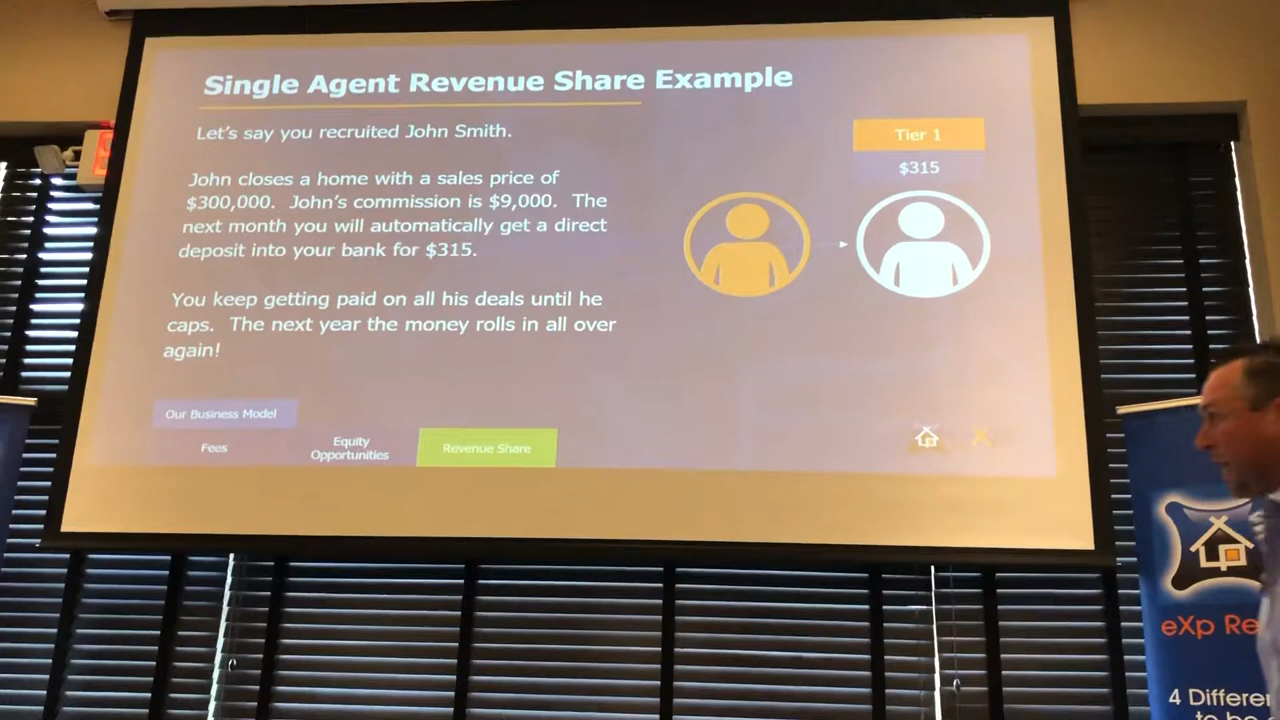 Single Agent Revenue Share Example
Let's say you recruited John Smith.
John closes a home with a sales price of
$300,000. John's commission is $9,000. The
next month you will automatically get a direct
deposit into your bank for $315.
You keep getting paid on all his deals until he
caps. The next year the money rolls in all over
again!
Tier 1
$315
Our Business Model
Fees
Equity
Opportunities
Revenue Share
eXp Re
4 Differen
to be